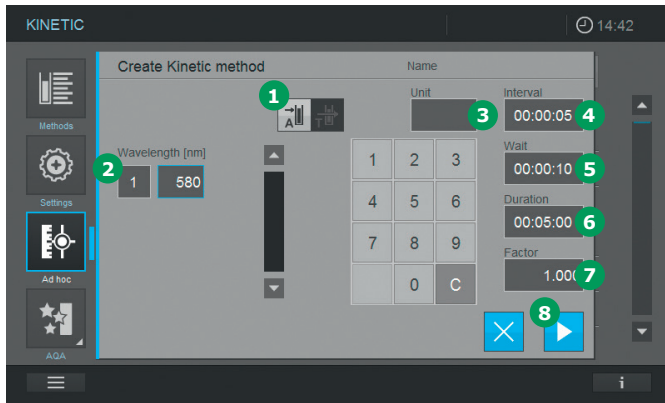 KINETIC
14:42
Create Kinetic method
Name
Methods
1
Unit
3
Interval
00:00:05
4
2
Wavelength [nm]
1
580
1 2 3
Wait
00:00:10
5
Settings
4 5 6
Duration
00:05:00
6
7 8 9
Factor
1.000
7
Ad hoc
0 C
A
T
8
AQA
i